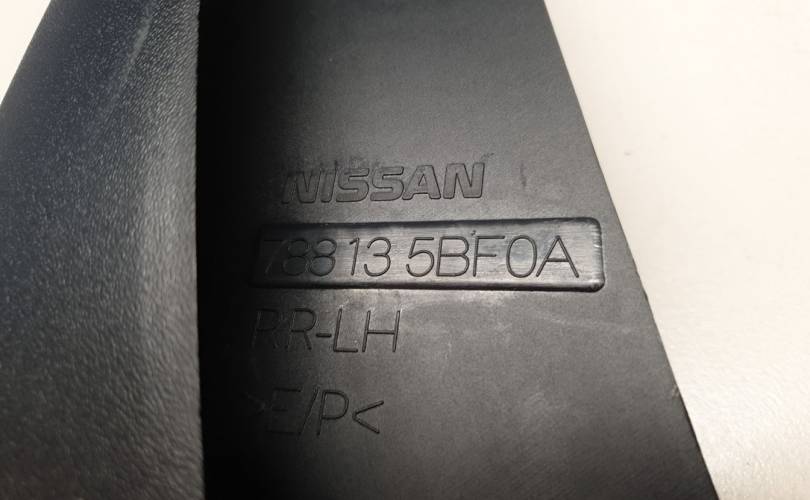 NISSAN
78813 5BF0A
RR-LH
>E/P<